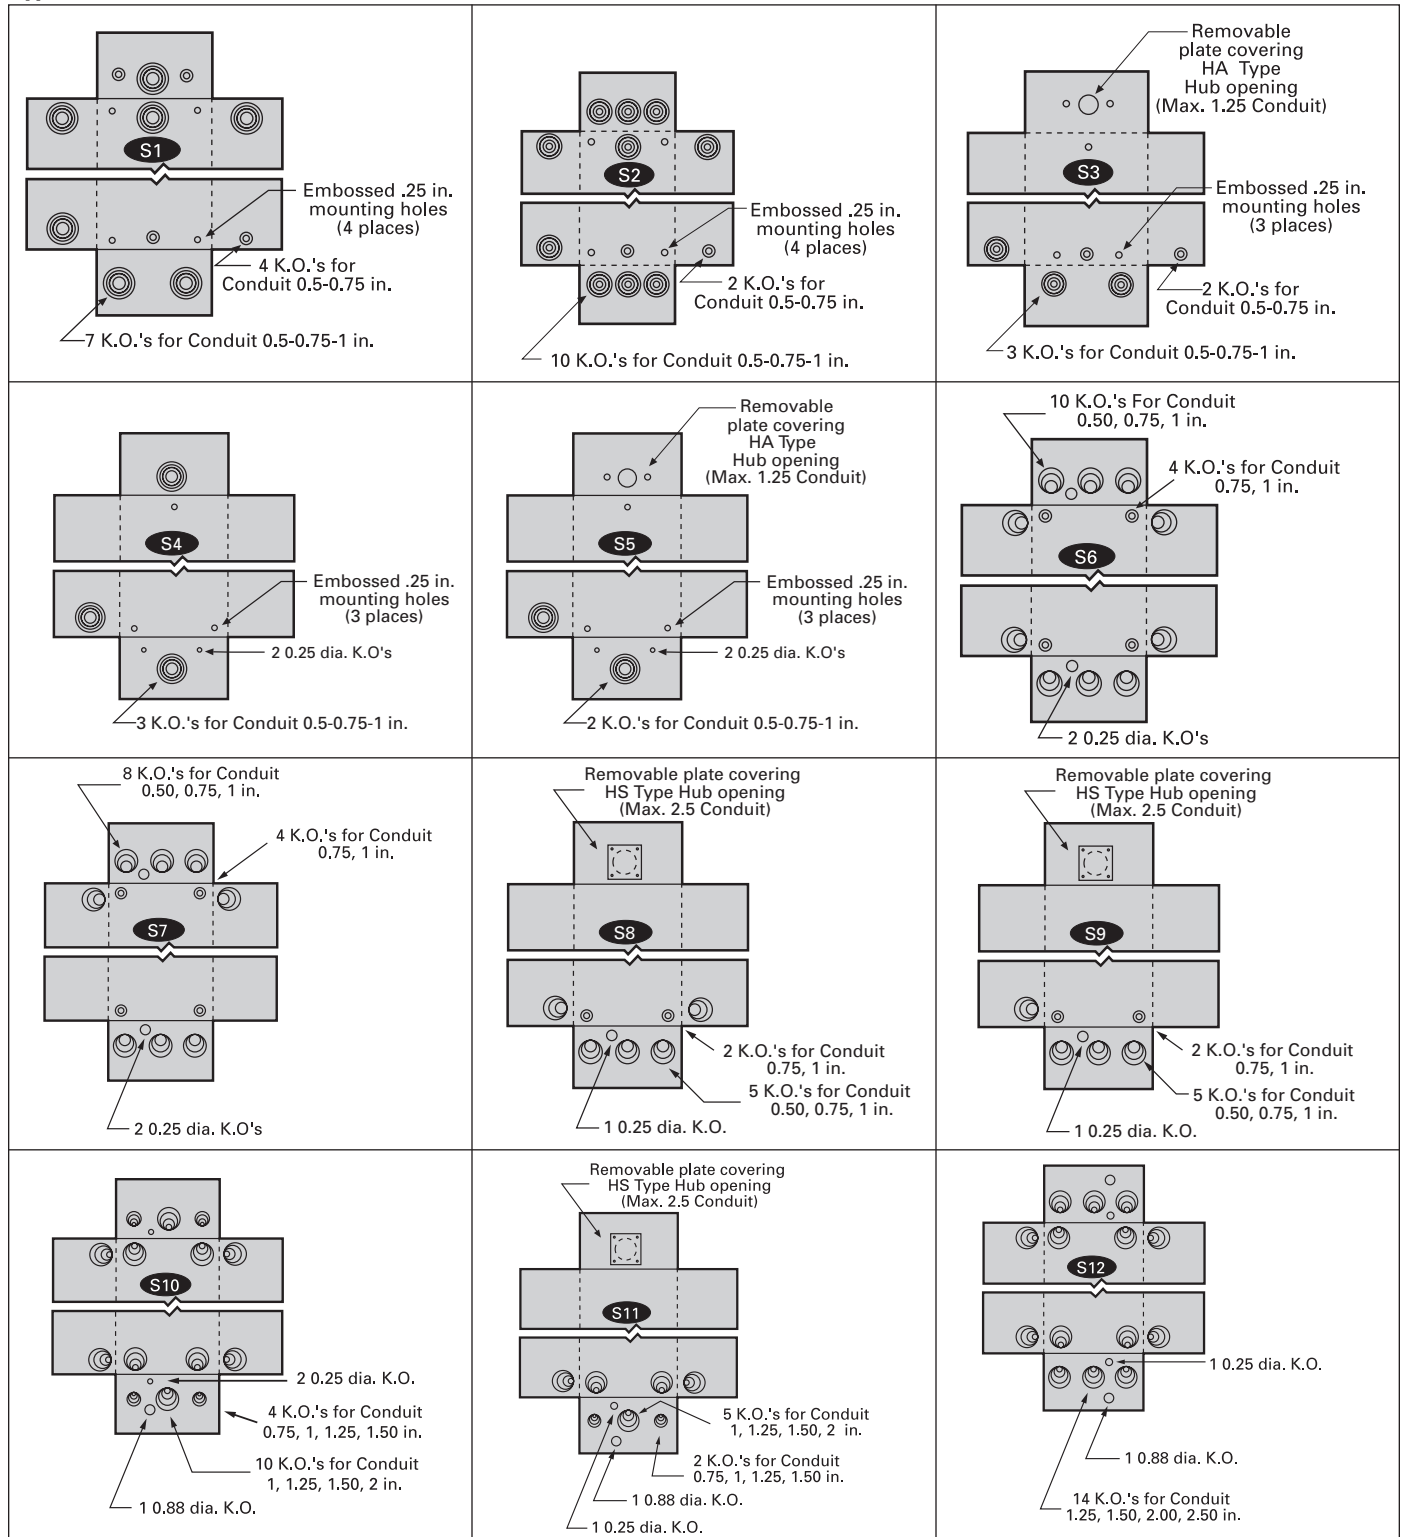 S1
Embossed .25 in.
mounting holes
(4 places)
4 K.O.'s for
Conduit 0.5-0.75 in.
7 K.O.'s for Conduit 0.5-0.75-1 in.
S2
Embossed .25 in.
mounting holes
(4 places)
2 K.O.'s for
Conduit 0.5-0.75 in.
10 K.O.'s for Conduit 0.5-0.75-1 in.
Removable
plate covering
HA Type
Hub opening
(Max. 1.25 Conduit)
S3
Embossed .25 in.
mounting holes
(3 places)
2 K.O.'s for
Conduit 0.5-0.75 in.
3 K.O.'s for Conduit 0.5-0.75-1 in.
S4
Embossed .25 in.
mounting holes
(3 places)
2 0.25 dia. K.O's
3 K.O.'s for Conduit 0.5-0.75-1 in.
Removable
plate covering
HA Type
Hub opening
(Max. 1.25 Conduit)
S5
Embossed .25 in.
mounting holes
(3 places)
2 0.25 dia. K.O's
2 K.O.'s for Conduit 0.5-0.75-1 in.
10 K.O.'s For Conduit
0.50, 0.75, 1 in.
4 K.O.'s for Conduit
0.75, 1 in.
S6
2 0.25 dia. K.O's
8 K.O.'s for Conduit
0.50, 0.75, 1 in.
4 K.O.'s for Conduit
0.75, 1 in.
S7
2 0.25 dia. K.O's
Removable plate covering
HS Type Hub opening
(Max. 2.5 Conduit)
S8
2 K.O.'s for Conduit
0.75, 1 in.
5 K.O.'s for Conduit
0.50, 0.75, 1 in.
1 0.25 dia. K.O.
Removable plate covering
HS Type Hub opening
(Max. 2.5 Conduit)
S9
2 K.O.'s for Conduit
0.75, 1 in.
5 K.O.'s for Conduit
0.50, 0.75, 1 in.
1 0.25 dia. K.O.
S10
2 0.25 dia. K.O.
4 K.O.'s for Conduit
0.75, 1, 1.25, 1.50 in.
10 K.O.'s for Conduit
1, 1.25, 1.50, 2 in.
1 0.88 dia. K.O.
Removable plate covering
HS Type Hub opening
(Max. 2.5 Conduit)
S11
5 K.O.'s for Conduit
1, 1.25, 1.50, 2 in.
2 K.O.'s for Conduit
0.75, 1, 1.25, 1.50 in.
1 0.88 dia. K.O.
1 0.25 dia. K.O.
S12
1 0.25 dia. K.O.
1 0.88 dia. K.O.
14 K.O.'s for Conduit
1.25, 1.50, 2.00, 2.50 in.